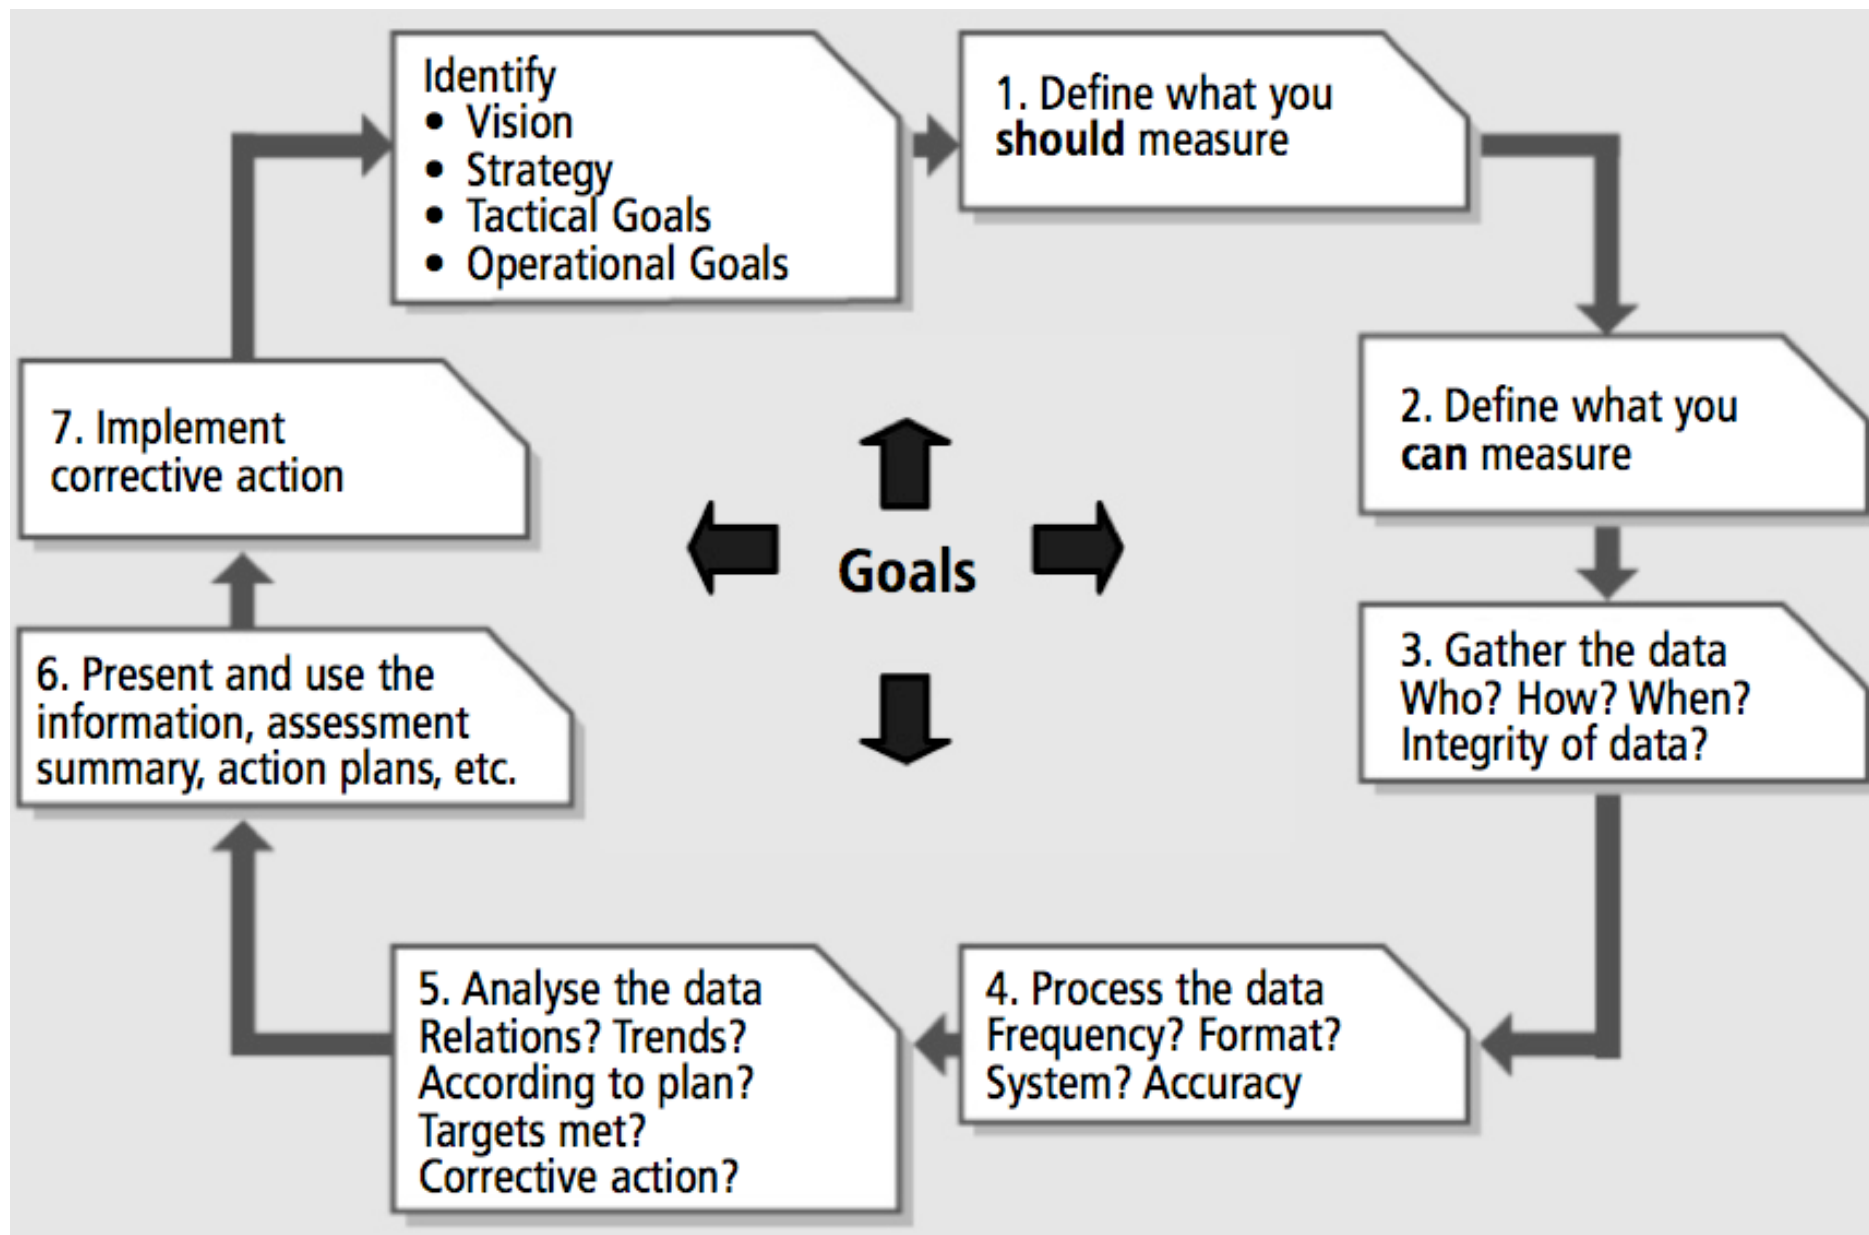 Identify
• Vision
• Strategy
• Tactical Goals
• Operational Goals
1. Define what you
should measure
2. Define what you
can measure
3. Gather the data
Who? How? When?
Integrity of data?
4. Process the data
Frequency? Format?
System? Accuracy
5. Analyse the data
Relations? Trends?
According to plan?
Targets met?
Corrective action?
6. Present and use the
information, assessment
summary, action plans, etc.
7. Implement
corrective action
Goals